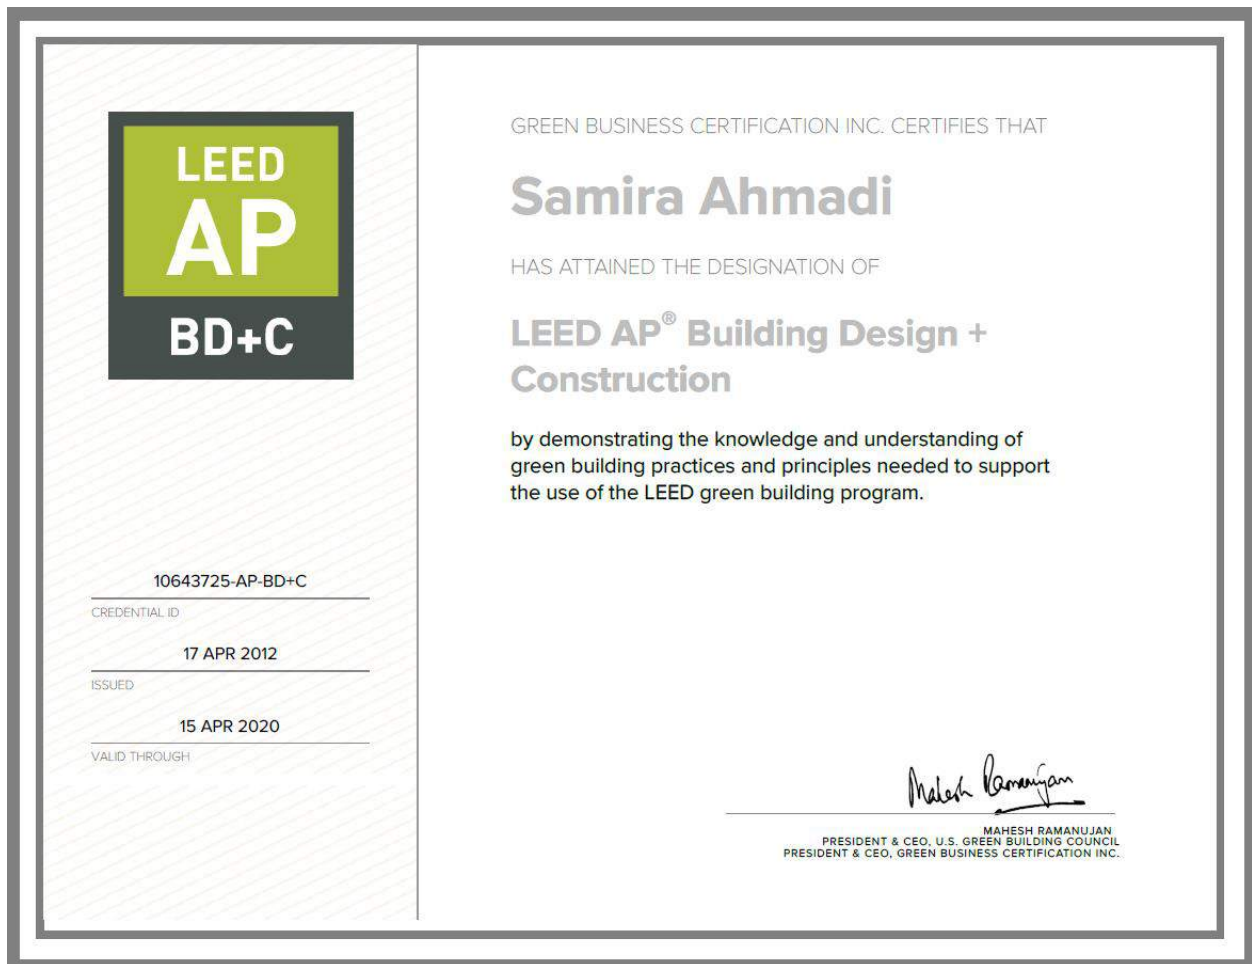 LEED
AP
BD+C
10643725-AP-BD+C
CREDENTIAL ID
17 APR 2012
ISSUED
15 APR 2020
VALID THROUGH
GREEN BUSINESS CERTIFICATION INC. CERTIFIES THAT
Samira Ahmadi
HAS ATTAINED THE DESIGNATION OF
LEED AP® Building Design +
Construction
by demonstrating the knowledge and understanding of
green building practices and principles needed to support
the use of the LEED green building program.
Mahesh Ramanujan
MAHESH RAMANUJAN
PRESIDENT & CEO, U.S. GREEN BUILDING COUNCIL
PRESIDENT & CEO, GREEN BUSINESS CERTIFICATION INC.